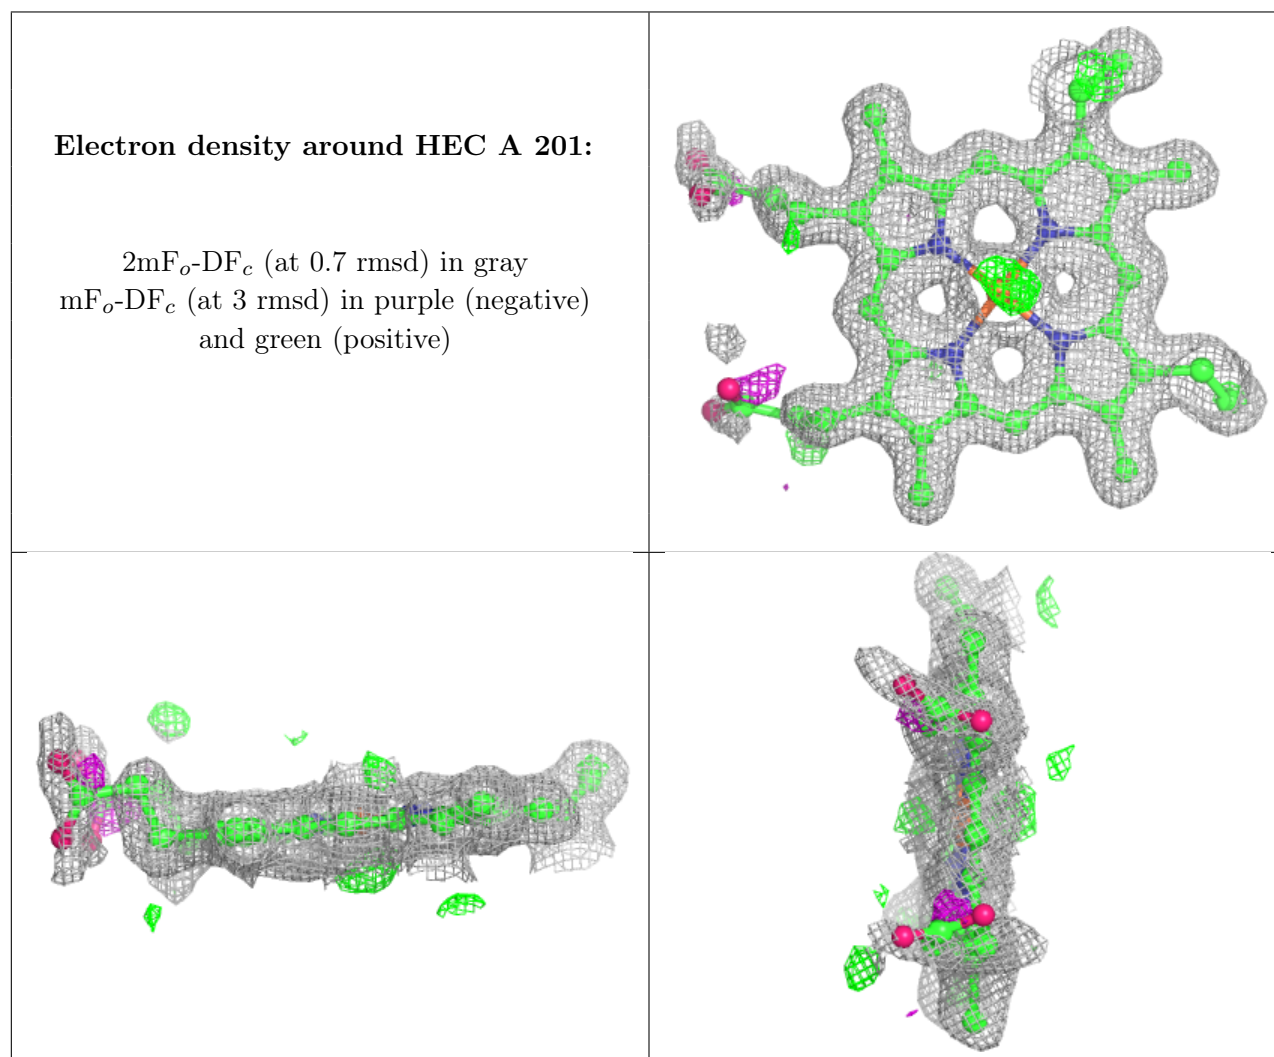 Electron density around HEC A 201:
2mFo-DFc (at 0.7 rmsd) in gray
mFo-DFc (at 3 rmsd) in purple (negative)
and green (positive)